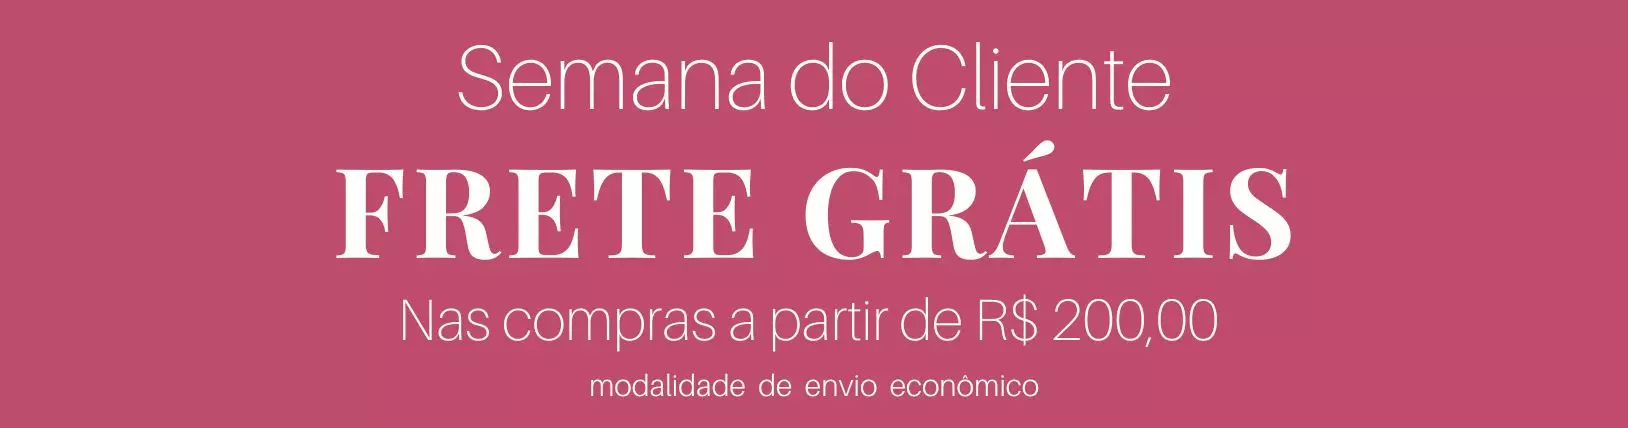 Semana do Cliente
FRETE GRÁTIS
Nas compras a partir de R$ 200,00
modalidade de envio econômico